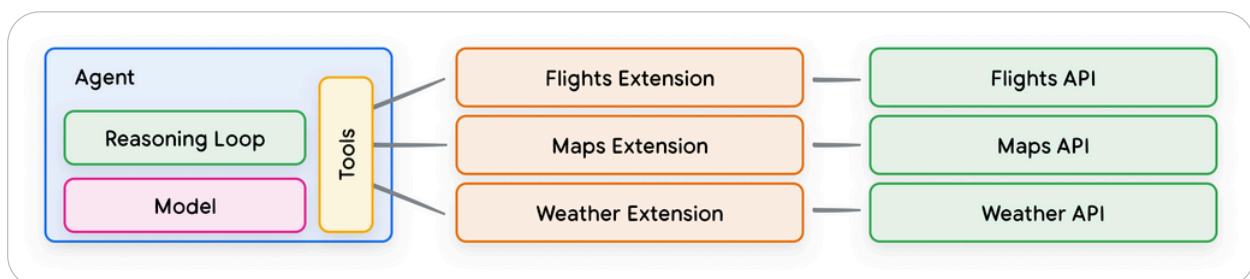 Agent
Reasoning Loop
Model
Tools
Flights Extension
Maps Extension
Weather Extension
Flights API
Maps API
Weather API